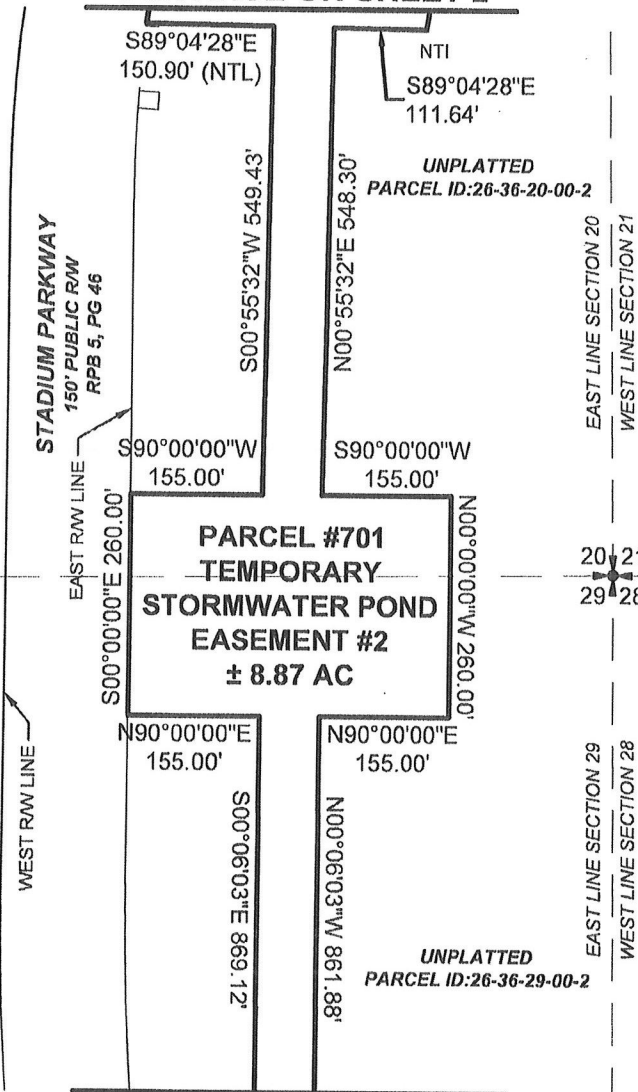 S89°04'28"E
150.90' (NTL)
NTI
S89°04'28"E
111.64'
UNPLATTED
PARCEL ID:26-36-20-00-2
STADIUM PARKWAY
150' PUBLIC R/W
RPB 5, PG 46
S00°55'32"W 549.43'
N00°55'32"E 548.30'
EAST LINE SECTION 20
WEST LINE SECTION 21
EAST R/W LINE
S90°00'00"W
155.00'
S90°00'00"W
155.00'
S00°00'00"E 260.00'
PARCEL #701
TEMPORARY
STORMWATER POND
EASEMENT #2
± 8.87 AC
N00°00'00"W 260.00'
20 21
29 28
WEST R/W LINE
N90°00'00"E
155.00'
N90°00'00"E
155.00'
S00°06'03"E 869.12'
N00°06'03"W 861.88'
EAST LINE SECTION 29
WEST LINE SECTION 28
UNPLATTED
PARCEL ID:26-36-29-00-2